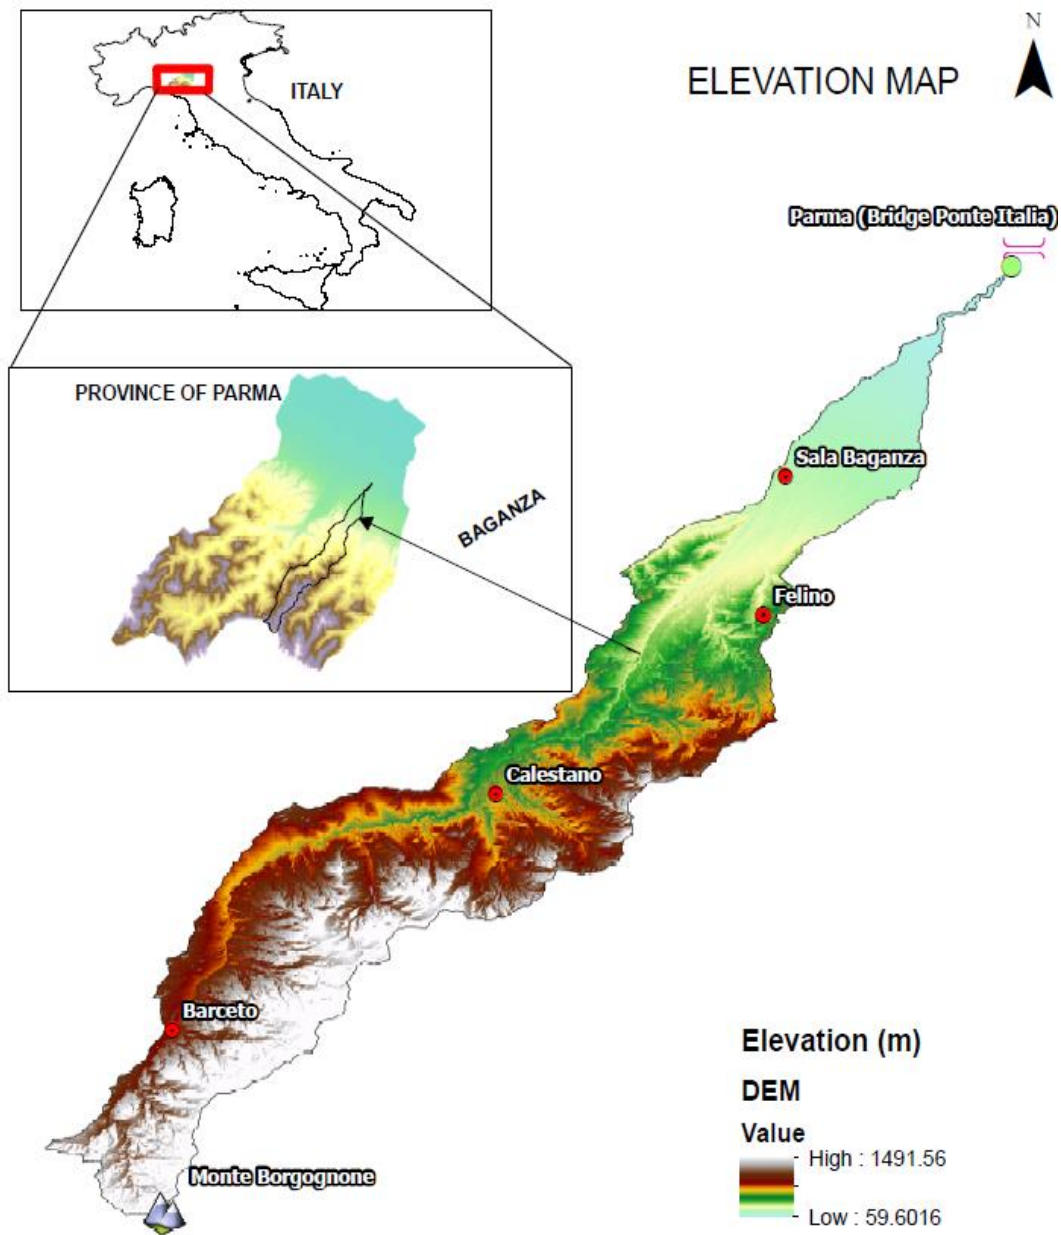 N
ELEVATION MAP
ITALY
Parma (Bridge Ponte Italia)
PROVINCE OF PARMA
BAGANZA
Sala Baganza
Felino
Calestano
Barceto
Monte Borgognone
Elevation (m)
DEM
Value
High : 1491.56
Low : 59.6016